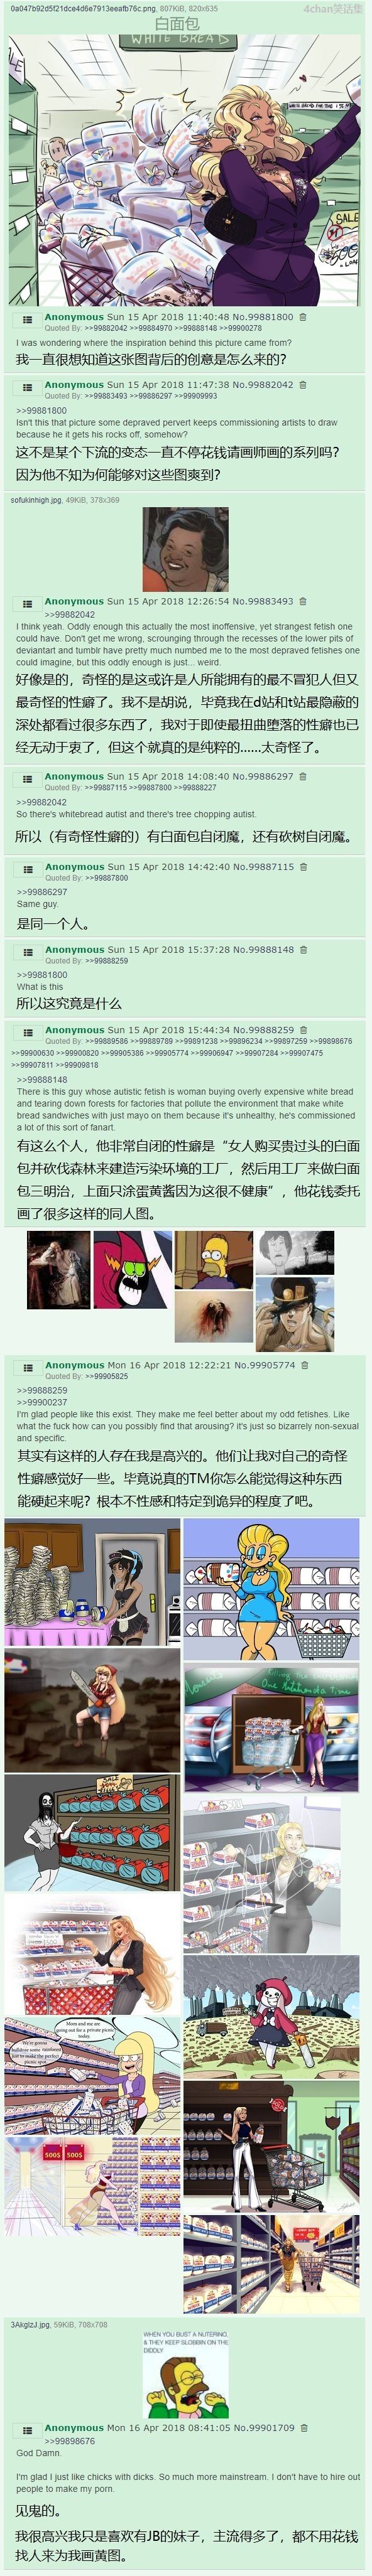 0a047b92d5f21dce4d6e7913eeafb76c.png, 807KiB, 820x635
4chan笑话集
白面包
WHITE BREAD
SALE
Anonymous Sun 15 Apr 2018 11:40:48 No.99881800
Quoted By: >>99882042 >>99884970 >>99888148 >>99900278
I was wondering where the inspiration behind this picture came from?
我一直很想知道这张图背后的创意是怎么来的?
Anonymous Sun 15 Apr 2018 11:47:38 No.99882042
Quoted By: >>99883493 >>99886297 >>99909993
>>99881800
Isn't this that picture some depraved pervert keeps commissioning artists to draw
because he it gets his rocks off, somehow?
这不是某个下流的变态一直不停花钱请画师画的系列吗?
因为他不知为何能够对这些图爽到?
sofukinhigh.jpg, 49KiB, 378x369
Anonymous Sun 15 Apr 2018 12:26:54 No.99883493
>>99882042
I think yeah. Oddly enough this actually the most inoffensive, yet strangest fetish one
could have. Don't get me wrong, scrounging through the recesses of the lower pits of
deviantart and tumblr have pretty much numbed me to the most depraved fetishes one
could imagine, but this oddly enough is just... weird.
好像是的，奇怪的是这或许是人所能拥有的最不冒犯人但又
最奇怪的性癖了。我不是胡说，毕竟我在d站和t站最隐蔽的
深处都看过很多东西了，我对于即使最扭曲堕落的性癖也已
经无动于衷了，但这个就真的是纯粹的......太奇怪了。
Anonymous Sun 15 Apr 2018 14:08:40 No.99886297
Quoted By: >>99887115 >>99887800 >>99888227
>>99882042
So there's whitebread autist and there's tree chopping autist.
所以（有奇怪性癖的）有白面包自闭魔，还有砍树自闭魔。
Anonymous Sun 15 Apr 2018 14:42:40 No.99887115
Quoted By: >>99887800
>>99886297
Same guy.
是同一个人。
Anonymous Sun 15 Apr 2018 15:37:28 No.99888148
Quoted By: >>99888259
>>99881800
What is this
所以这究竟是什么
Anonymous Sun 15 Apr 2018 15:44:34 No.99888259
Quoted By: >>99889586 >>99889789 >>99891238 >>99896234 >>99897259 >>99898676
>>99900630 >>99900820 >>99905386 >>99905774 >>99906947 >>99907284 >>99907475
>>99907811 >>99909818
>>99888148
There is this guy whose autistic fetish is woman buying overly expensive white bread
and tearing down forests for factories that pollute the environment that make white
bread sandwiches with just mayo on them because it's unhealthy, he's commissioned
a lot of this sort of fanart.
有这么个人，他非常自闭的性癖是“女人购买贵过头的白面
包并砍伐森林来建造污染环境的工厂，然后用工厂来做白面
包三明治，上面只涂蛋黄酱因为这很不健康”，他花钱委托
画了很多这样的同人图。
Anonymous Mon 16 Apr 2018 12:22:21 No.99905774
Quoted By: >>99905825
>>99888259
>>99900237
I'm glad people like this exist. They make me feel better about my odd fetishes. Like
what the fuck how can you possibly find that arousing? It's just so bizarrely non-sexual
and specific.
其实有这样的人存在我是高兴的。他们让我对自己的奇怪
性癖感觉好一些。毕竟说真的TM你怎么能觉得这种东西
能硬起来呢？根本不性感和特定到诡异的程度了吧。
Mom and me are
going out for a private picnic
today.
500$ 500$
3AkglzJ.jpg, 59KiB, 708x708
WHEN YOU BUST A NUTERINO,
& THEY KEEP SLOBBIN ON THE
DIDDLY
Anonymous Mon 16 Apr 2018 08:41:05 No.99901709
>>99898676
God Damn.
I'm glad I just like chicks with dicks. So much more mainstream. I don't have to hire out
people to make my porn.
见鬼的。
我很高兴我只是喜欢有JB的妹子，主流得多了，都不用花钱
找人来为我画黄图。